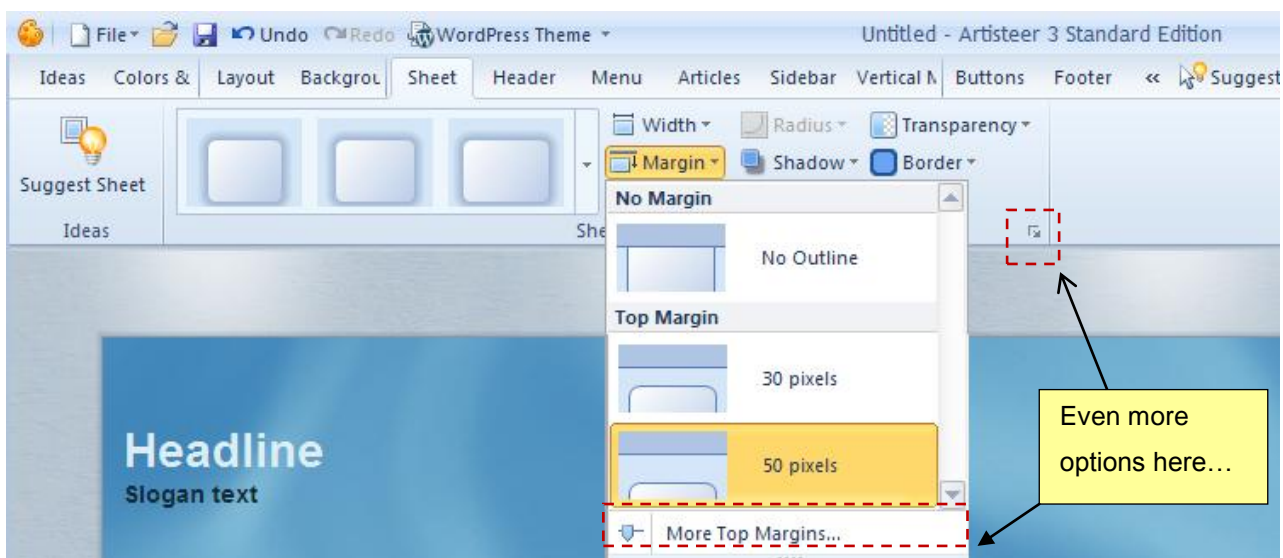 File Undo Redo WordPress Theme Untitled - Artisteer 3 Standard Edition
Ideas Colors & Layout Backgrou Sheet Header Menu Articles Sidebar Vertical Buttons Footer « Suggest
Width Radius Transparency
Margin Shadow Border
Suggest Sheet
No Margin
Ideas
No Outline
Top Margin
30 pixels
50 pixels
More Top Margins...
Headline
Slogan text
Even more
options here…